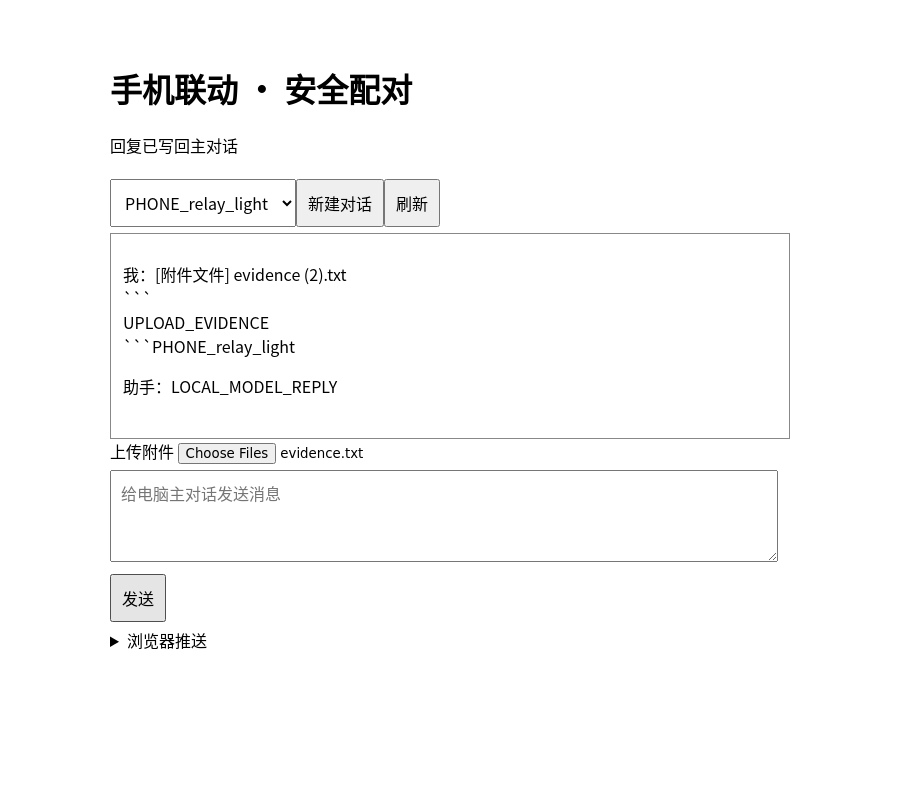 手机联动 · 安全配对
回复已写回主对话
PHONE_relay_light 新建对话 刷新
我：[附件文件] evidence (2).txt
```
UPLOAD_EVIDENCE
```PHONE_relay_light
助手：LOCAL_MODEL_REPLY
上传附件 Choose Files evidence.txt
给电脑主对话发送消息
发送
▶ 浏览器推送